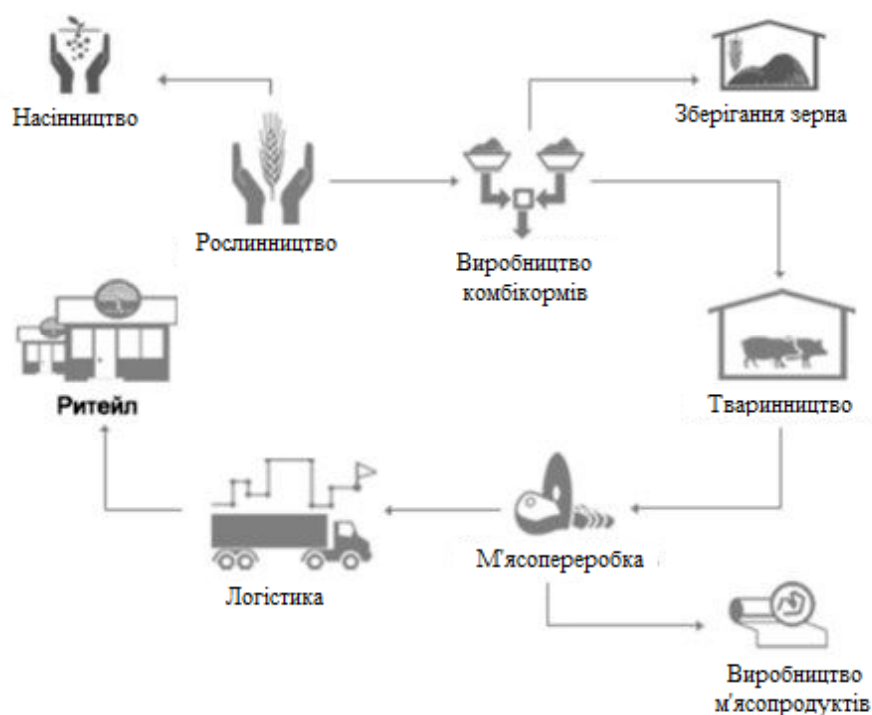 Насінництво
Зберігання зерна
Рослинництво
Виробництво
комбікормів
Ритейл
Тваринництво
Логістика
М'ясопереробка
Виробництво
м'ясопродуктів